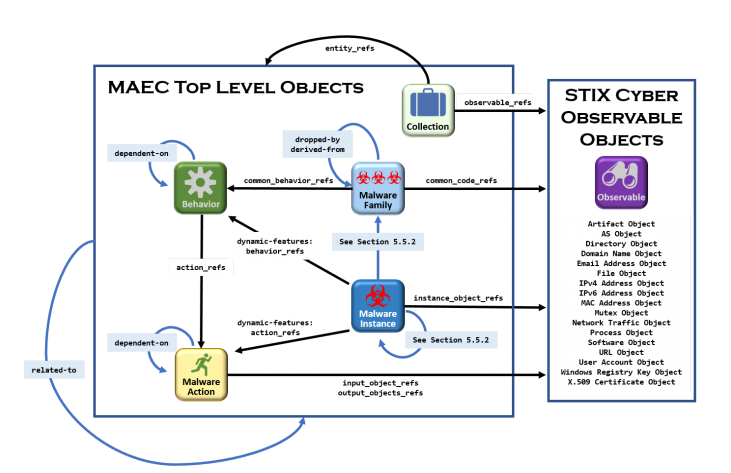 entity_refs
MAEC Top Level Objects
Collection
observable_refs
STIX Cyber
Observable
Objects
Observable
dropped-by
derived-from
dependent-on
Behavior
common_behavior_refs
Malware
Family
common_code_refs
Artifact Object
AS Object
Directory Object
Domain Name Object
Email Address Object
File Object
IPv4 Address Object
IPv6 Address Object
MAC Address Object
Mutex Object
Network Traffic Object
Process Object
Software Object
URL Object
User Account Object
Windows Registry Key Object
X.509 Certificate Object
dynamic-features:
behavior_refs
See Section 5.5.2
action_refs
Malware
Instance
instance_object_refs
dynamic-features:
action_refs
See Section 5.5.2
dependent-on
related-to
Malware
Action
input_object_refs
output_objects_refs